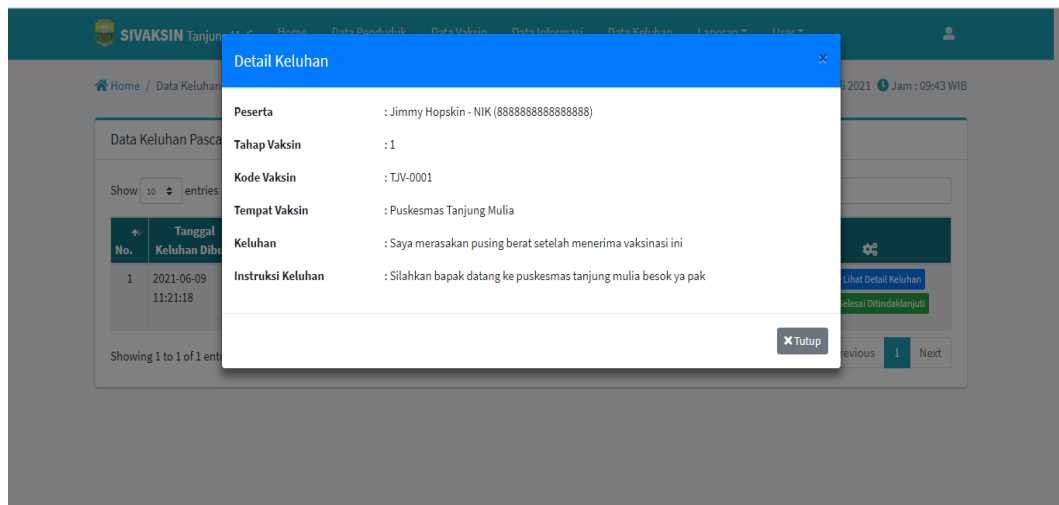 SIVAKSIN Tanjung Mulia Home Data Penduduk Data Vaksin Data Informasi Data Keluhan Laporan User
Home / Data Keluhan
2021 Jam : 09:43 WIB
Detail Keluhan ×
Peserta : Jimmy Hopskin - NIK (8888888888888888)
Tahap Vaksin : 1
Kode Vaksin : TJV-0001
Tempat Vaksin : Puskesmas Tanjung Mulia
Keluhan : Saya merasakan pusing berat setelah menerima vaksinasi ini
Instruksi Keluhan : Silahkan bapak datang ke puskesmas tanjung mulia besok ya pak
Tutup
Data Keluhan Pasca
Show 10 entries
No. Tanggal
Keluhan Dibu
1 2021-06-09
11:21:18
Lihat Detail Keluhan
Selesai Ditindaklanjuti
Showing 1 to 1 of 1 ent
revious 1 Next